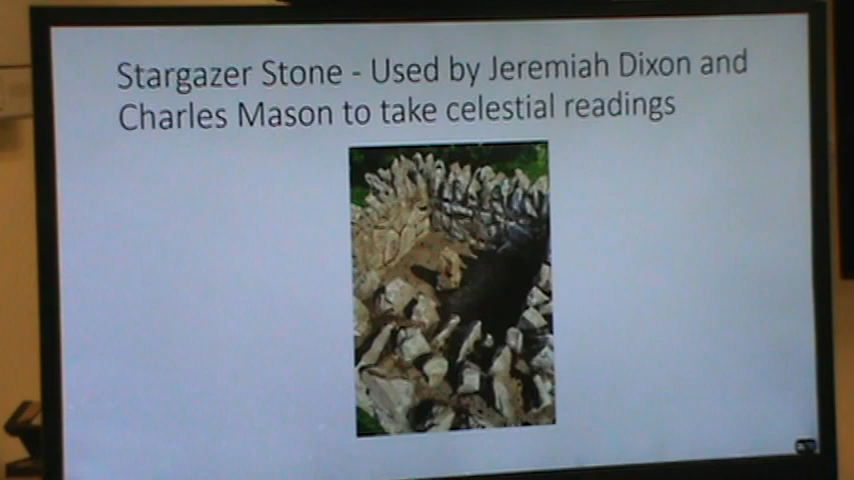 Stargazer Stone - Used by Jeremiah Dixon and
Charles Mason to take celestial readings